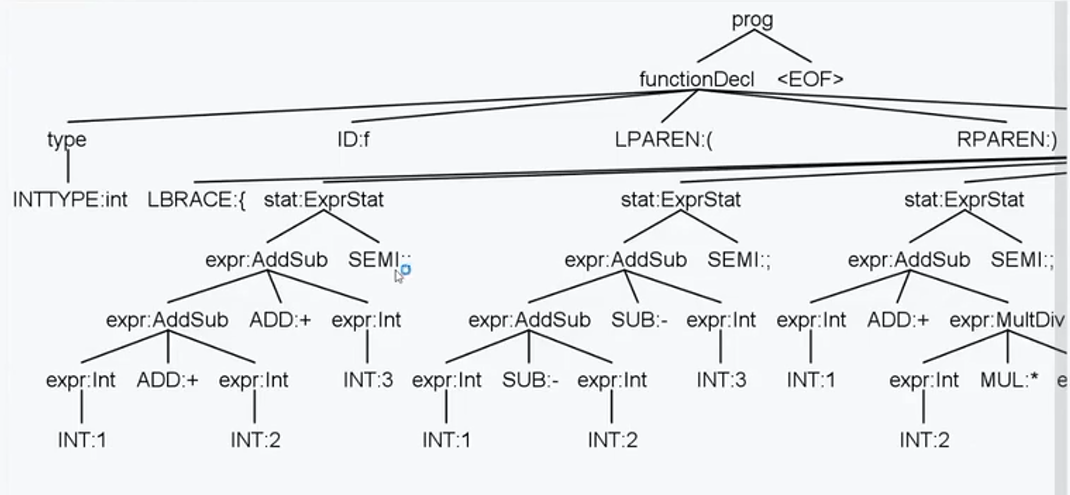 prog
functionDecl <EOF>
type ID:f LPAREN:( RPAREN:)
INTTYPE:int LBRACE:{ stat:ExprStat stat:ExprStat stat:ExprStat
expr:AddSub SEMI:; expr:AddSub SEMI:; expr:AddSub SEMI:;
expr:AddSub ADD:+ expr:Int expr:AddSub SUB:- expr:Int expr:Int ADD:+ expr:MultDiv
expr:Int ADD:+ expr:Int INT:3 expr:Int SUB:- expr:Int INT:3 INT:1 expr:Int MUL:* e
INT:1 INT:2 INT:1 INT:2 INT:2